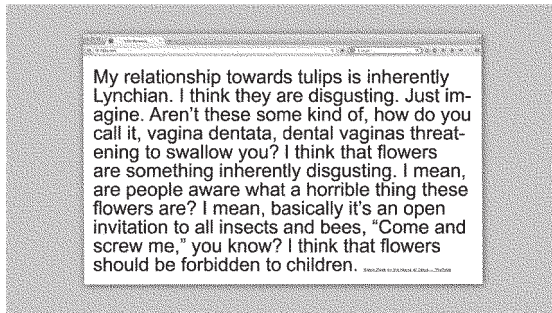 My relationship towards tulips is inherently
Lynchian. I think they are disgusting. Just im-
agine. Aren't these some kind of, how do you
call it, vagina dentata, dental vaginas threat-
ening to swallow you? I think that flowers
are something inherently disgusting. I mean,
are people aware what a horrible thing these
flowers are? I mean, basically it's an open
invitation to all insects and bees, “Come and
screw me,” you know? I think that flowers
should be forbidden to children.